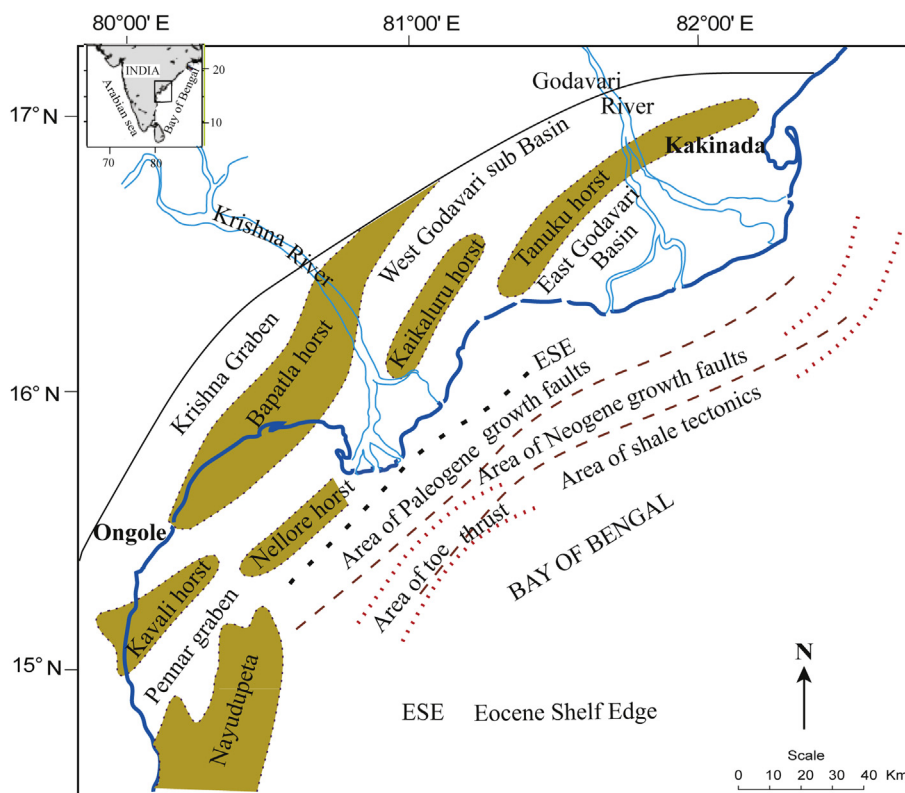 80°00' E
81°00' E
82°00' E
INDIA
20
10
Arabian sea
Bay of Bengal
70
80
17°
16°
15°
Godavari
River
Kakinada
West Godavari sub Basin
Krishna River
Tanuku horst
East Godavari
Basin
Kaikaluru horst
Krishna Graben
Bapatla horst
ESE
Area of Paleogene growth faults
Area of Neogene growth faults
Area of shale tectonics
Nellore horst
Ongole
Area of toe thrust
BAY OF BENGAL
Kavali horst
Pennar graben
Nayudupeta
N
ESE Eocene Shelf Edge
Scale
0 10 20 30 40 Km